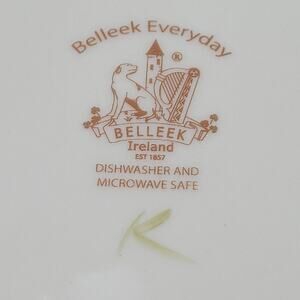 Belleek Everyday
®
BELLEEK
Ireland
EST 1857
DISHWASHER AND
MICROWAVE SAFE
K